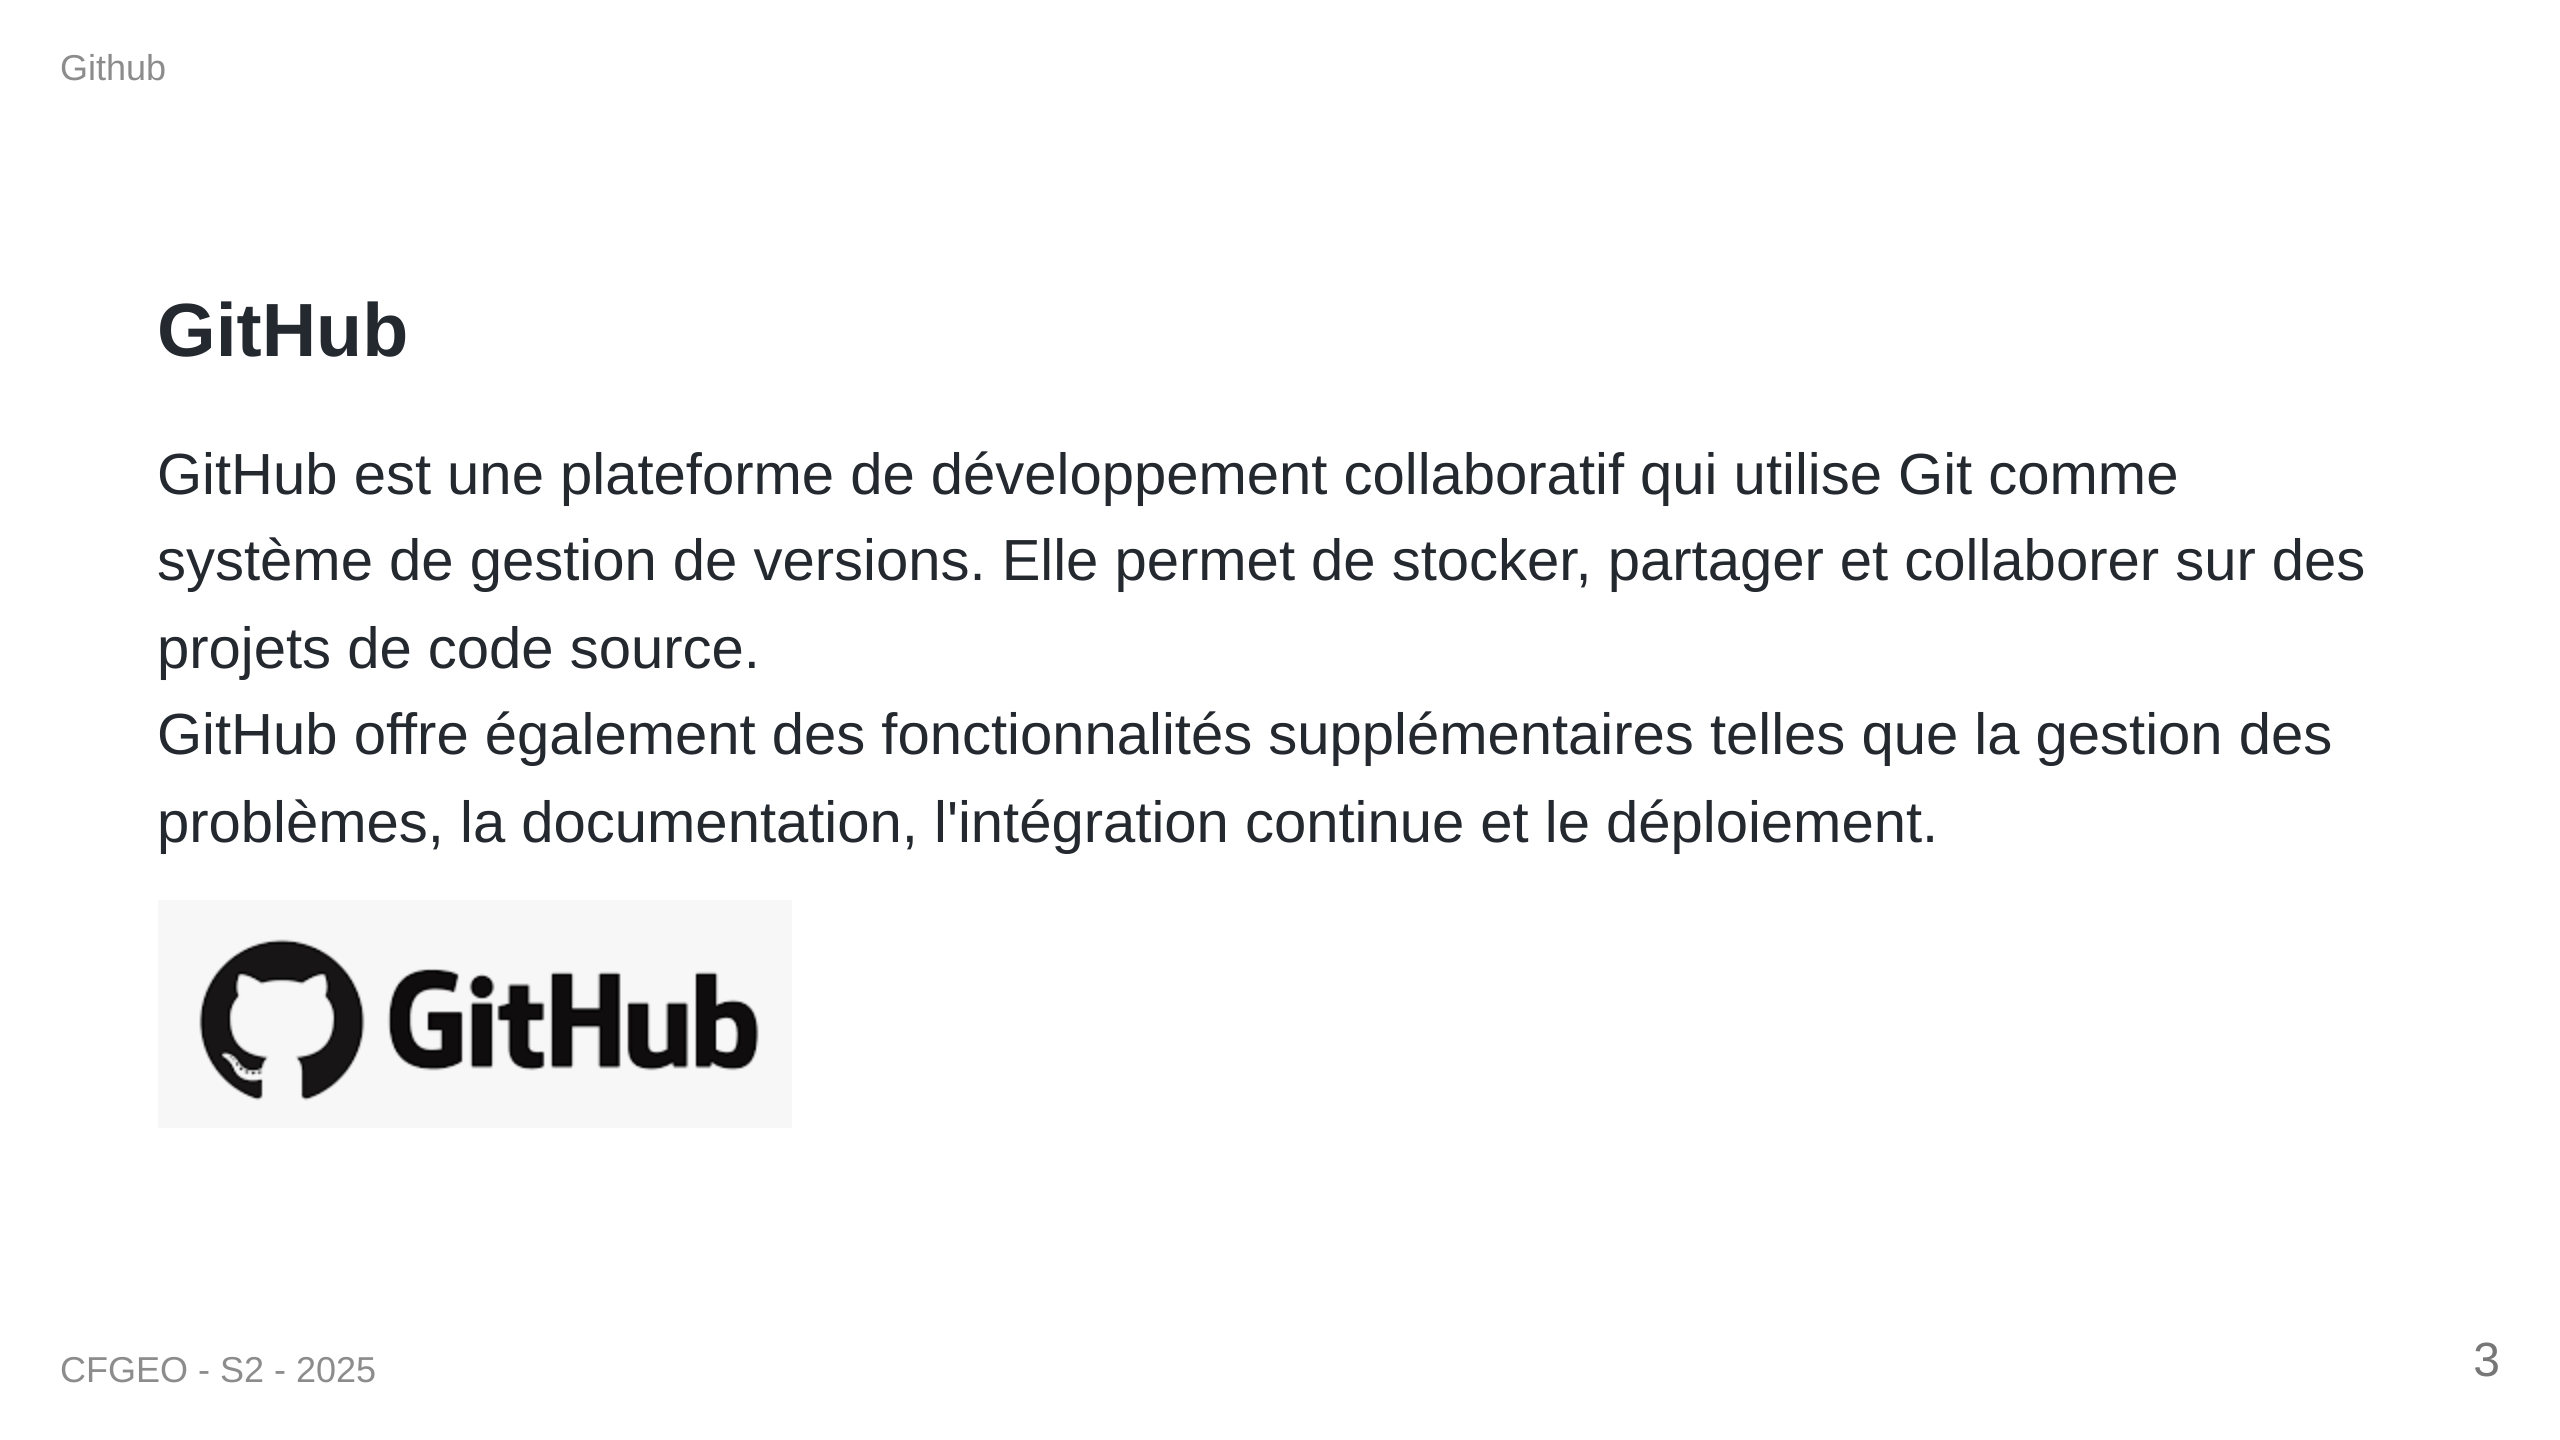 Github
GitHub
GitHub est une plateforme de développement collaboratif qui utilise Git comme
système de gestion de versions. Elle permet de stocker, partager et collaborer sur des
projets de code source.
GitHub offre également des fonctionnalités supplémentaires telles que la gestion des
problèmes, la documentation, l'intégration continue et le déploiement.
GitHub
CFGEO - S2 - 2025
3